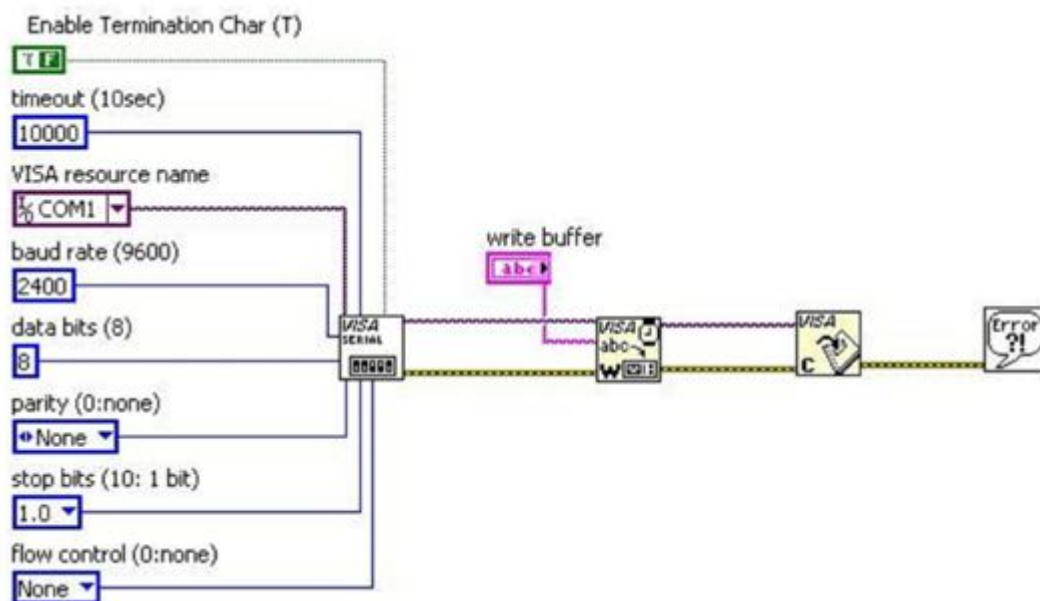 Enable Termination Char (T)
T F
timeout (10sec)
10000
VISA resource name
I/O COM1
baud rate (9600)
2400
data bits (8)
8
parity (0:none)
None
stop bits (10: 1 bit)
1.0
flow control (0:none)
None
VISA
SERIAL
write buffer
abc
VISA
abc
W
VISA
C
Error
?!